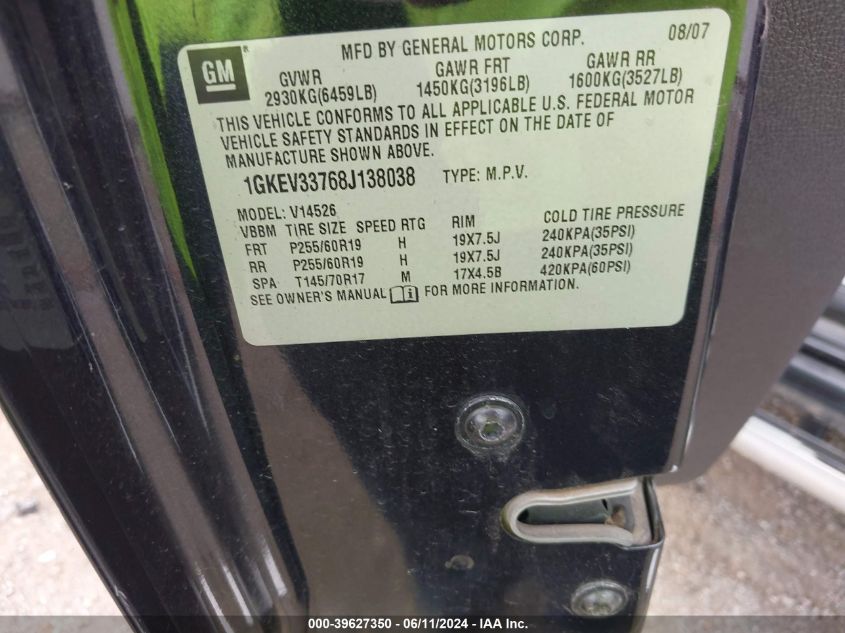 GM® MFD BY GENERAL MOTORS CORP. 08/07
GVWR GAWR FRT GAWR RR
2930KG(6459LB) 1450KG(3196LB) 1600KG(3527LB)
THIS VEHICLE CONFORMS TO ALL APPLICABLE U.S. FEDERAL MOTOR
VEHICLE SAFETY STANDARDS IN EFFECT ON THE DATE OF
MANUFACTURE SHOWN ABOVE.
1GKEV33768J138038 TYPE: M.P.V.
MODEL: V14526
VBBM TIRE SIZE SPEED RTG RIM COLD TIRE PRESSURE
FRT P255/60R19 H 19X7.5J 240KPA(35PSI)
RR P255/60R19 H 19X7.5J 240KPA(35PSI)
SPA T145/70R17 M 17X4.5B 420KPA(60PSI)
SEE OWNER'S MANUAL i FOR MORE INFORMATION.
000-39627350 - 06/11/2024 - IAA Inc.